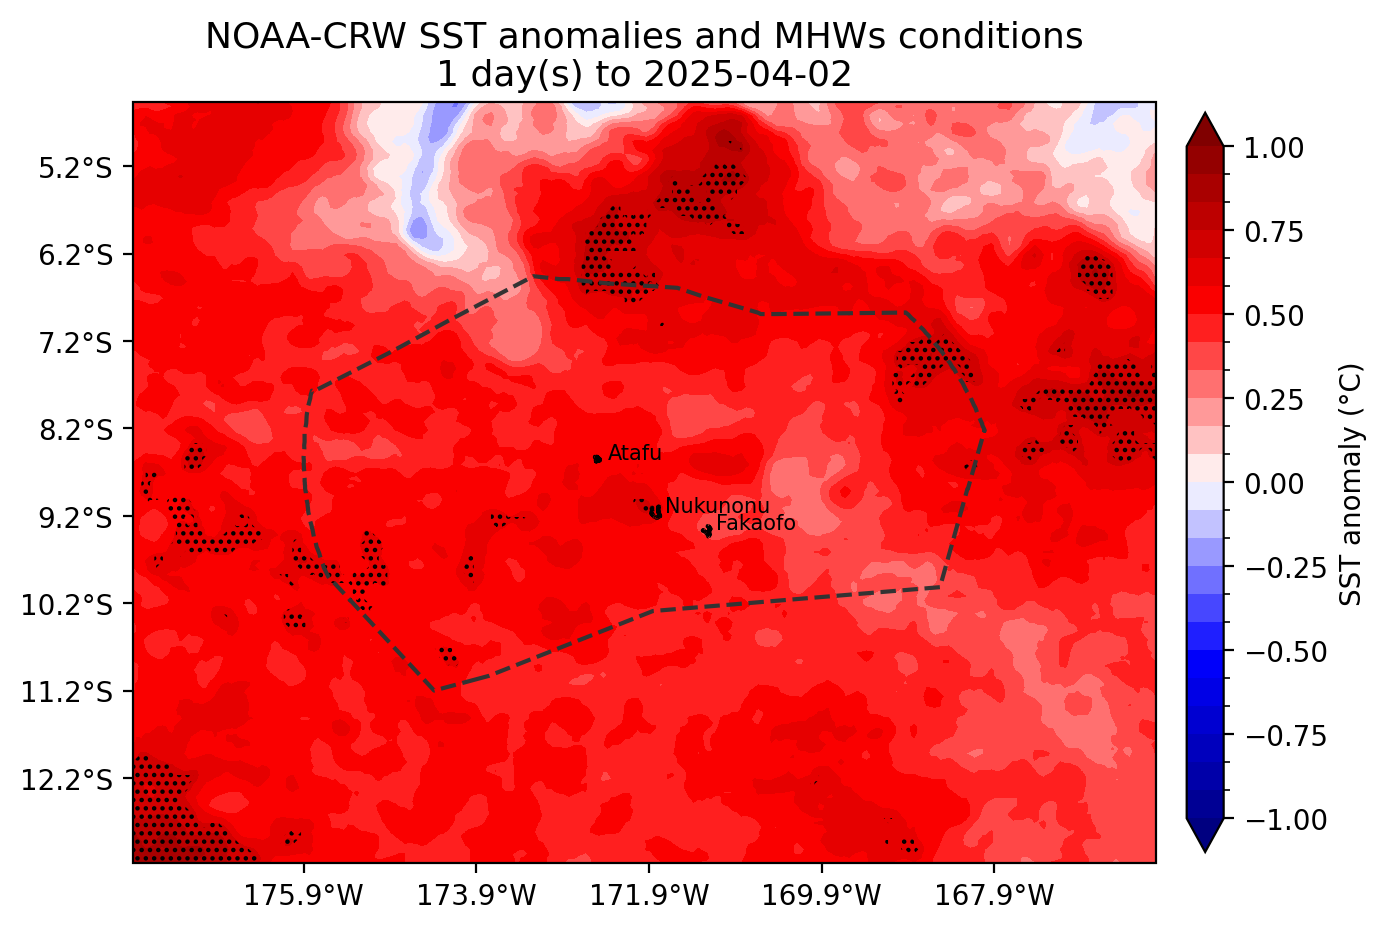 NOAA-CRW SST anomalies and MHWs conditions
1 day(s) to 2025-04-02
5.2°S
6.2°S
7.2°S
8.2°S
9.2°S
10.2°S
11.2°S
12.2°S
Atafu
Nukunonu
Fakaofo
175.9°W
173.9°W
171.9°W
169.9°W
167.9°W
1.00
0.75
0.50
0.25
0.00
−0.25
−0.50
−0.75
−1.00
SST anomaly (°C)